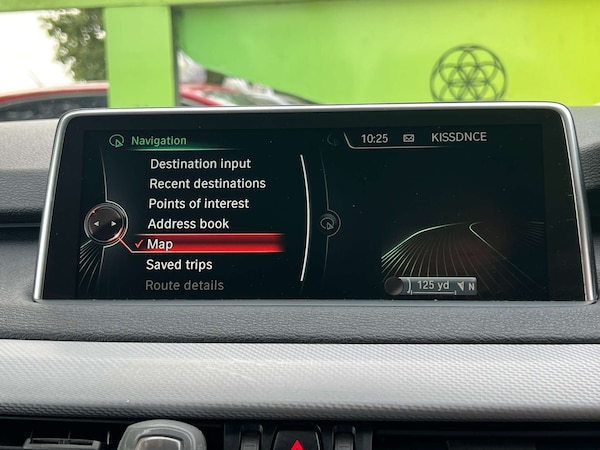 Navigation
10:25 KISSDNCE
Destination input
Recent destinations
Points of interest
Address book
Map
Saved trips
Route details
125 yd N